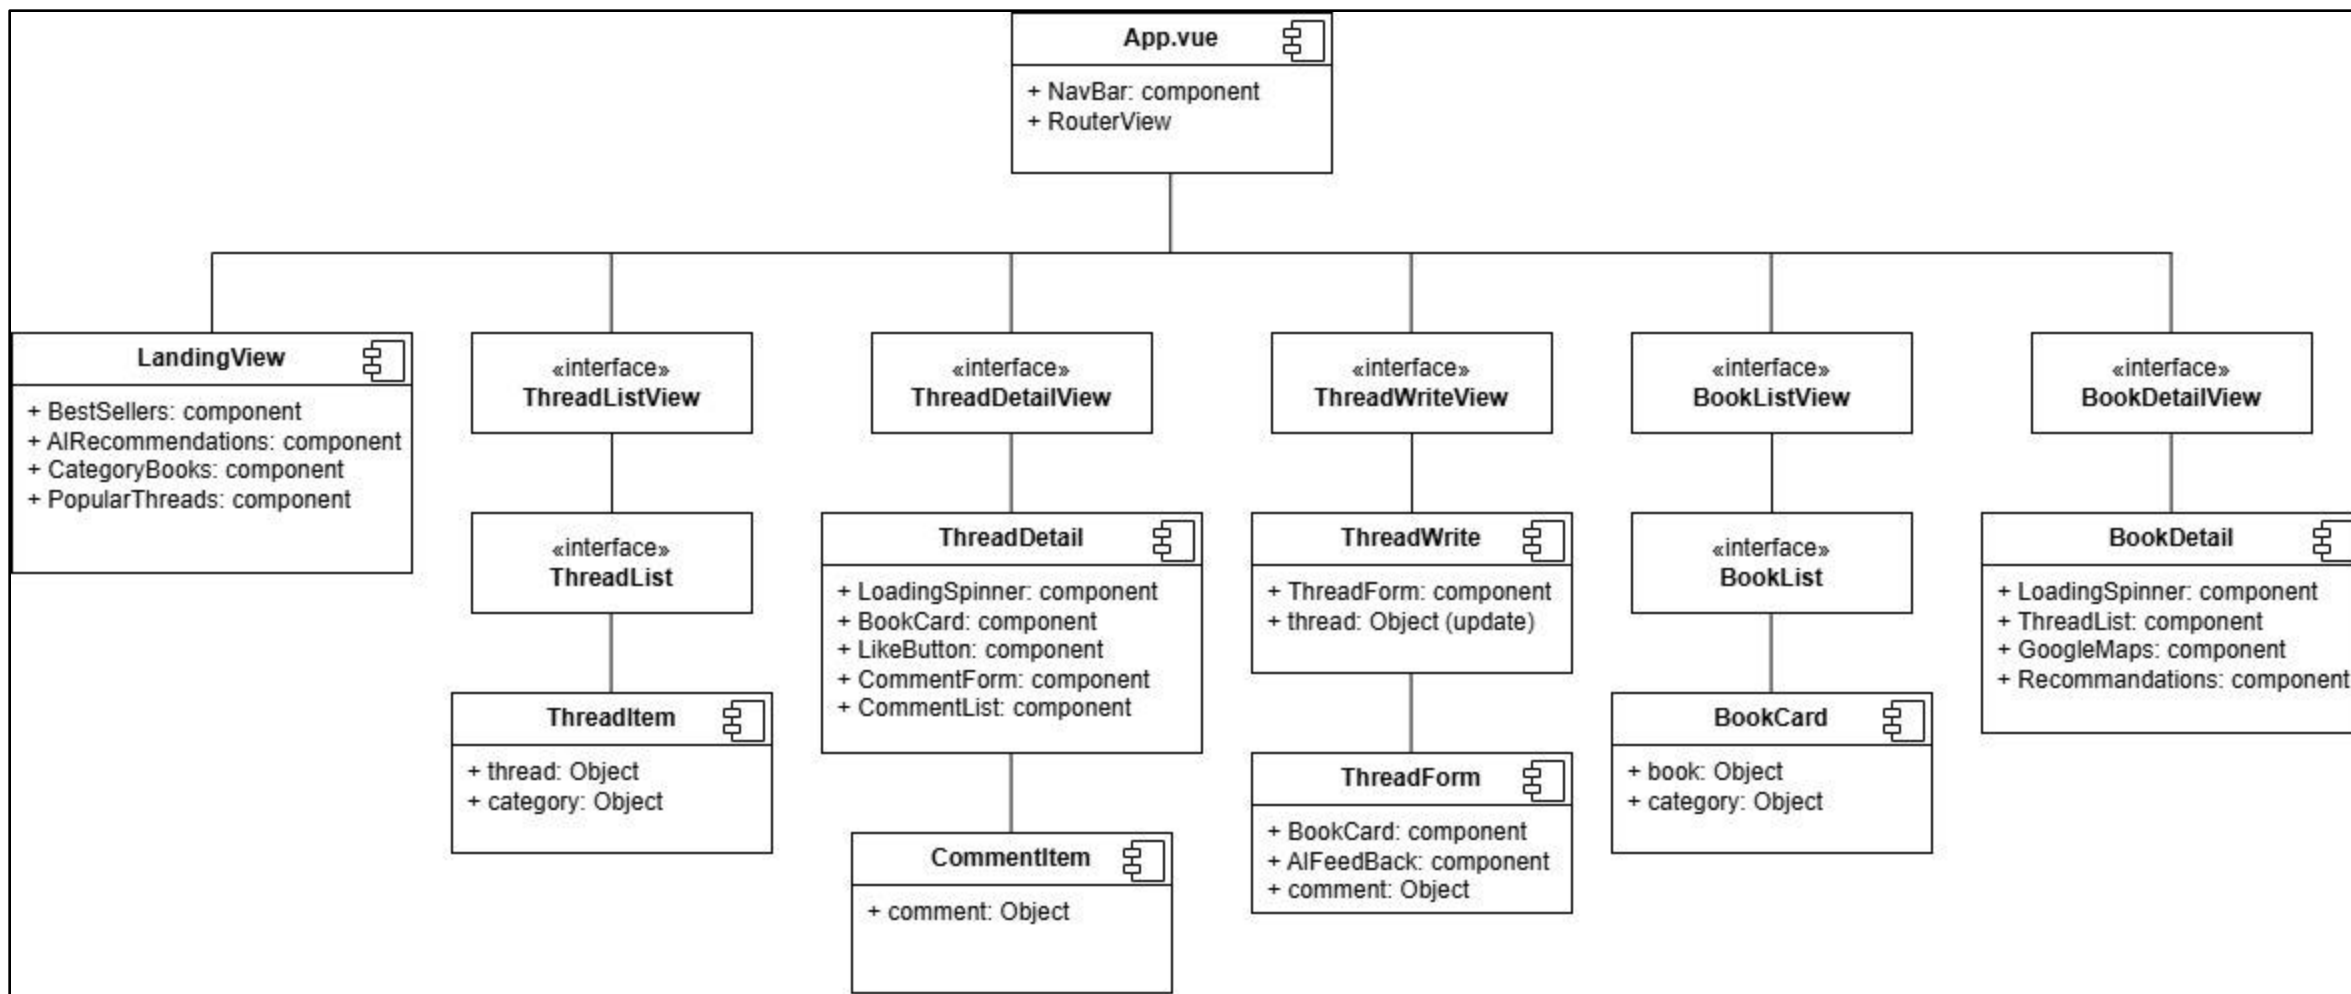 App.vue
+ NavBar: component
+ RouterView
LandingView
+ BestSellers: component
+ AIRecommendations: component
+ CategoryBooks: component
+ PopularThreads: component
«interface»
ThreadListView
«interface»
ThreadList
ThreadItem
+ thread: Object
+ category: Object
«interface»
ThreadDetailView
ThreadDetail
+ LoadingSpinner: component
+ BookCard: component
+ LikeButton: component
+ CommentForm: component
+ CommentList: component
CommentItem
+ comment: Object
«interface»
ThreadWriteView
ThreadWrite
+ ThreadForm: component
+ thread: Object (update)
ThreadForm
+ BookCard: component
+ AIFeedBack: component
+ comment: Object
«interface»
BookListView
«interface»
BookList
BookCard
+ book: Object
+ category: Object
«interface»
BookDetailView
BookDetail
+ LoadingSpinner: component
+ ThreadList: component
+ GoogleMaps: component
+ Recommandations: component